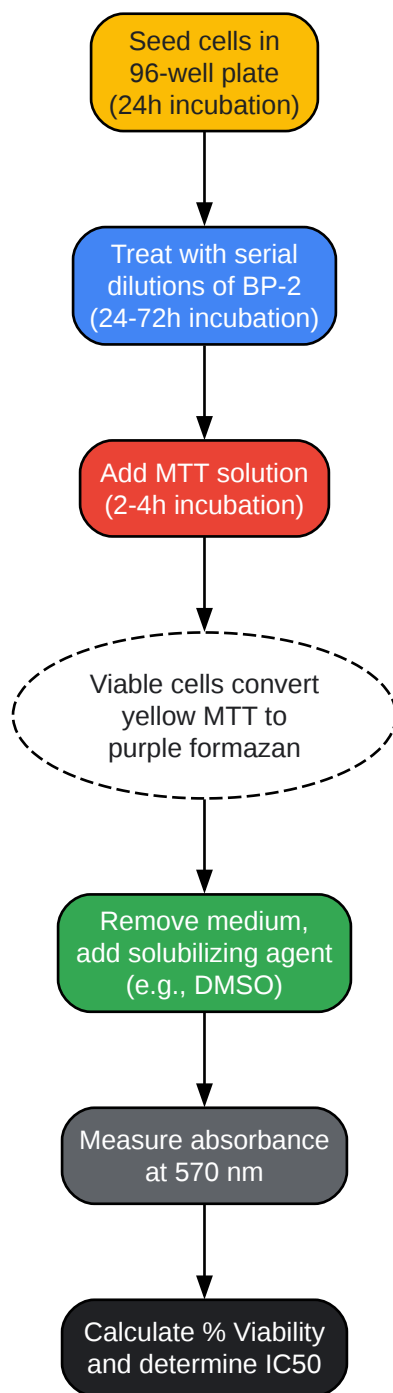 Seed cells in
96-well plate
(24h incubation)
Treat with serial
dilutions of BP-2
(24-72h incubation)
Add MTT solution
(2-4h incubation)
Viable cells convert
yellow MTT to
purple formazan
Remove medium,
add solubilizing agent
(e.g., DMSO)
Measure absorbance
at 570 nm
Calculate % Viability
and determine IC50